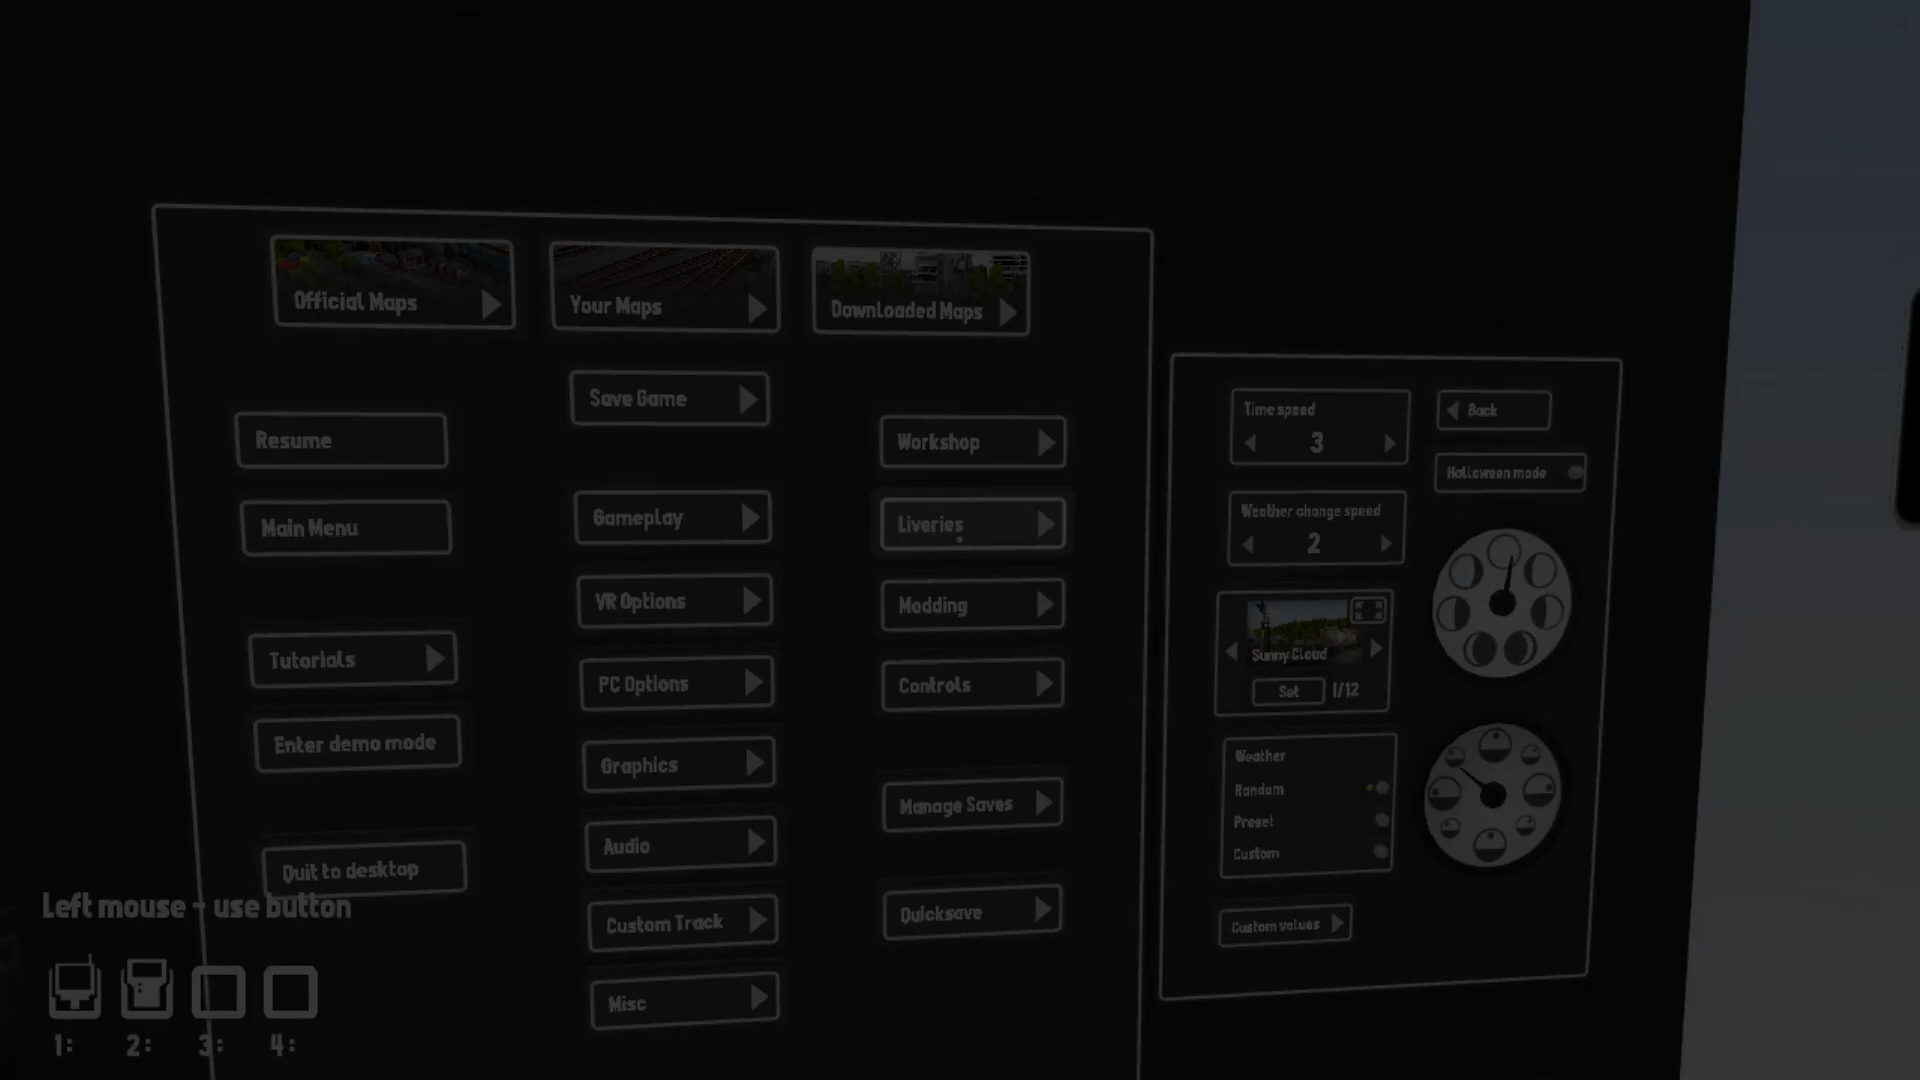 Official Maps
Your Maps
Downloaded Maps
Save Game
Resume
Workshop
Main Menu
Gameplay
Liveries
VR Options
Modding
Tutorials
PC Options
Controls
Enter demo mode
Graphics
Manage Saves
Quit to desktop
Audio
Custom Track
Quicksave
Misc
Time speed
3
Back
Halloween mode
Weather change speed
2
Sunny Cloud
Set
1/12
Weather
Random
Preset
Custom
Custom values
Left mouse - use button
1: 2: 3: 4: